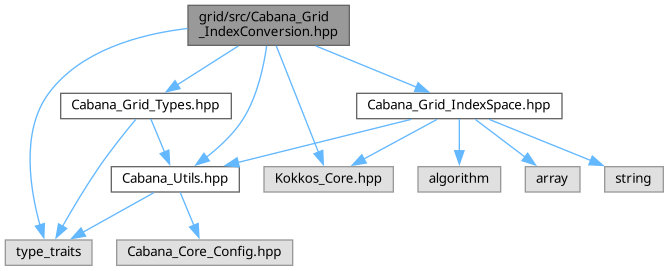 grid/src/Cabana_Grid
_IndexConversion.hpp
Cabana_Grid_Types.hpp
Cabana_Grid_IndexSpace.hpp
Cabana_Utils.hpp
Kokkos_Core.hpp
algorithm
array
string
type_traits
Cabana_Core_Config.hpp